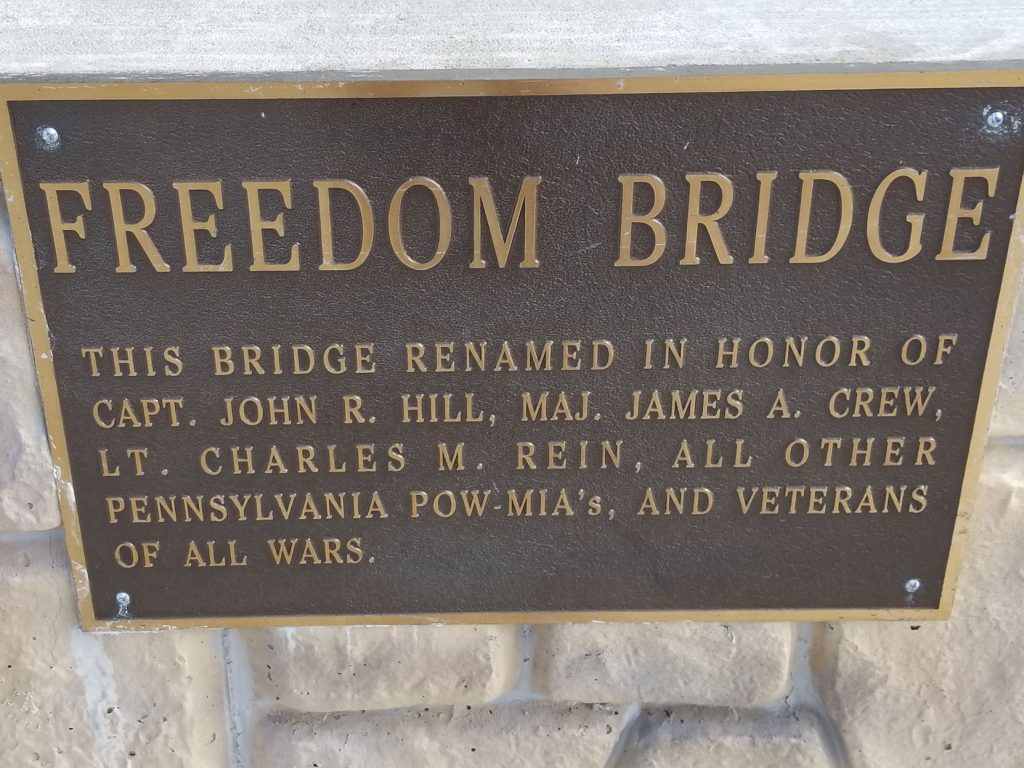 FREEDOM BRIDGE
THIS BRIDGE RENAMED IN HONOR OF
CAPT. JOHN R. HILL, MAJ. JAMES A. CREW,
LT. CHARLES M. REIN, ALL OTHER
PENNSYLVANIA POW-MIA's, AND VETERANS
OF ALL WARS.